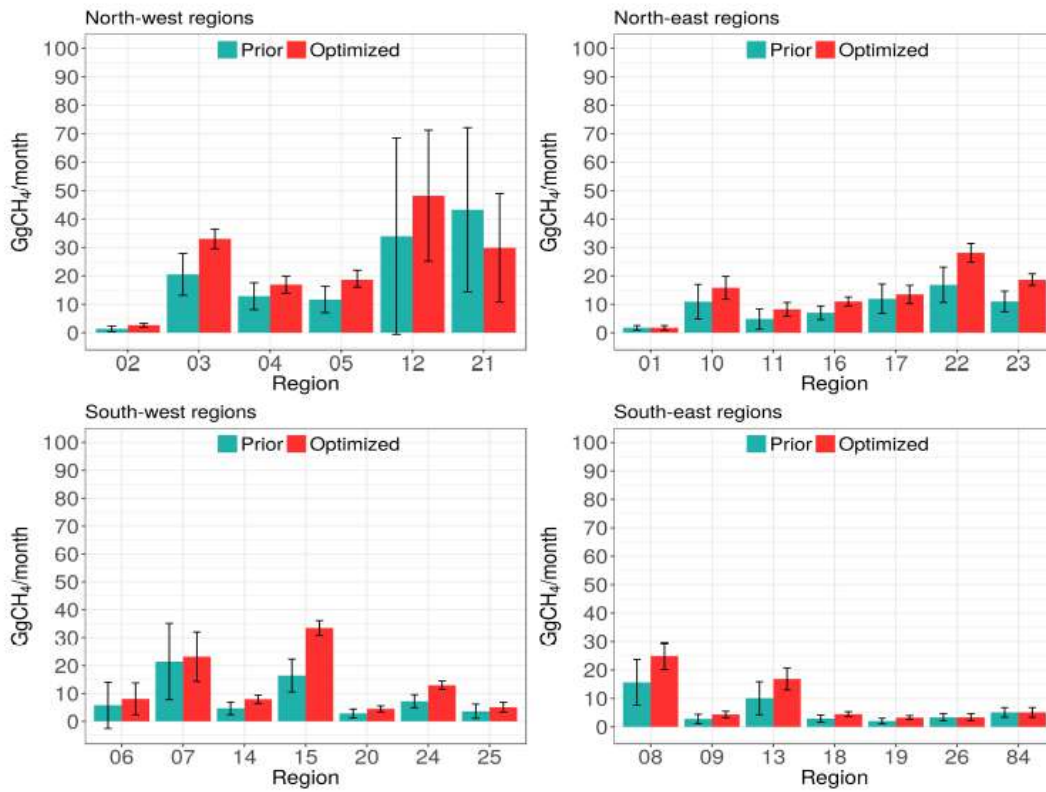 North-west regions
Prior Optimized
100
90
80
70
60
50
40
30
20
10
0
GgCH₄/month
02 03 04 05 12 21
Region
North-east regions
Prior Optimized
100
90
80
70
60
50
40
30
20
10
0
GgCH₄/month
01 10 11 16 17 22 23
Region
South-west regions
Prior Optimized
100
90
80
70
60
50
40
30
20
10
0
GgCH₄/month
06 07 14 15 20 24 25
Region
South-east regions
Prior Optimized
100
90
80
70
60
50
40
30
20
10
0
GgCH₄/month
08 09 13 18 19 26 84
Region